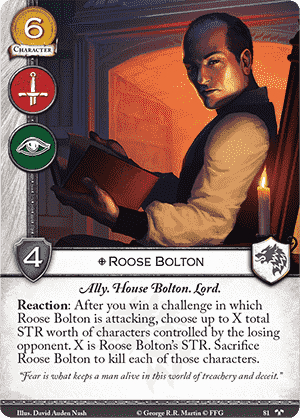 6
CHARACTER
4
ROOSE BOLTON
Ally. House Bolton. Lord.
Reaction: After you win a challenge in which
Roose Bolton is attacking, choose up to X total
STR worth of characters controlled by the losing
opponent. X is Roose Bolton's STR. Sacrifice
Roose Bolton to kill each of those characters.
"Fear is what keeps a man alive in this world of treachery and deceit."
Illus. David Auden Nash © George R.R. Martin © FFG 81